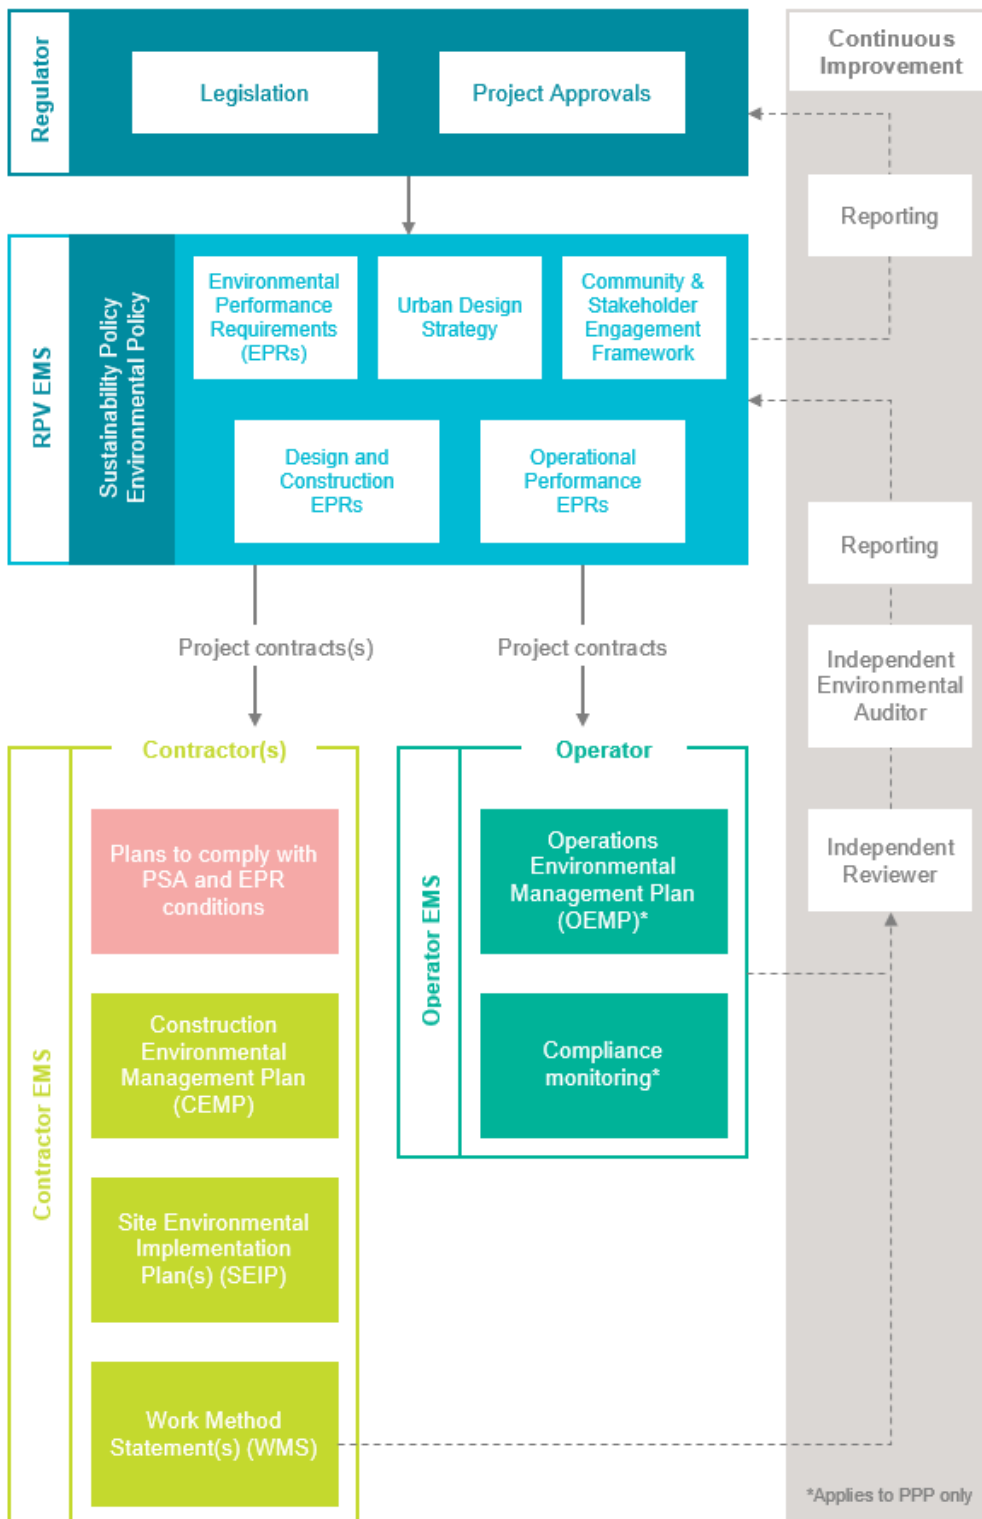 Regulator
Legislation
Project Approvals
Continuous
Improvement
Reporting
RPV EMS
Sustainability Policy
Environmental Policy
Environmental
Performance
Requirements
(EPRs)
Urban Design
Strategy
Community &
Stakeholder
Engagement
Framework
Design and
Construction
EPRs
Operational
Performance
EPRs
Reporting
Project contracts(s)
Project contracts
Independent
Environmental
Auditor
Independent
Reviewer
Contractor EMS
Contractor(s)
Plans to comply with
PSA and EPR
conditions
Construction
Environmental
Management Plan
(CEMP)
Site Environmental
Implementation
Plan(s) (SEIP)
Work Method
Statement(s) (WMS)
Operator EMS
Operator
Operations
Environmental
Management Plan
(OEMP)*
Compliance
monitoring*
*Applies to PPP only